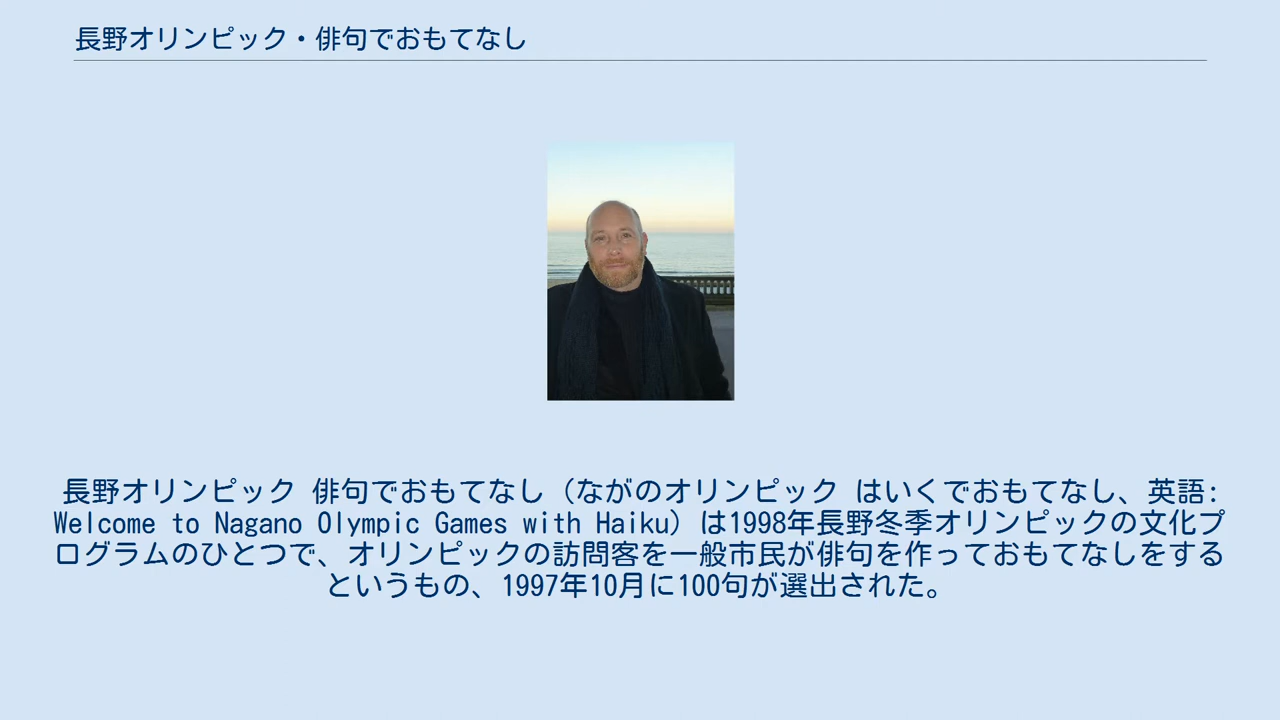 長野オリンピック・俳句でおもてなし
長野オリンピック 俳句でおもてなし（ながのオリンピック はいくでおもてなし、英語:
Welcome to Nagano Olympic Games with Haiku）は1998年長野冬季オリンピックの文化プ
ログラムのひとつで、オリンピックの訪問客を一般市民が俳句を作っておもてなしをする
というもの、1997年10月に100句が選出された。